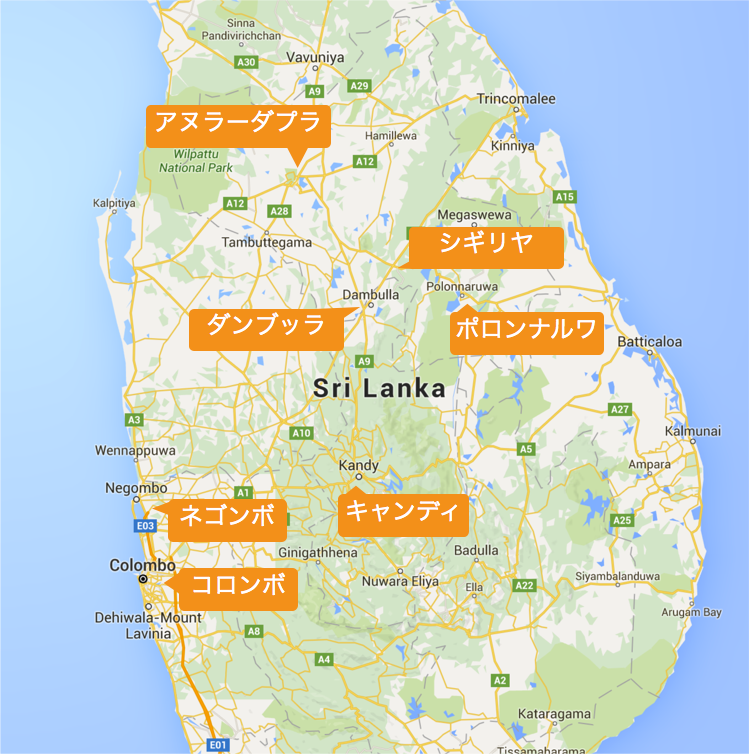 Sinna
Pandivirichchan
Vavuniya
A30
A9
A29
Trincomalee
アヌラーダプラ
Hamillewa
Kinniya
Wilpattu
National Park
A12
Kalpitiya
A12
A28
A15
Megaswewa
Tambuttegama
シギリヤ
Polonnaruwa
Dambulla
ダンブッラ
ポロンナルワ
Batticaloa
A9
Sri Lanka
A27
A3
A10
Kalmunai
A5
Wennappuwa
Kandy
Ampara
Negombo
A1
キャンディ
ネゴンボ
E03
A25
Ginigathhena
Badulla
Colombo
Nuwara Eliya
Ella
A22
Siyambalanduwa
コロンボ
Dehiwala-Mount
Lavinia
Arugam Bay
A8
A4
A2
Kataragama
E01
Tissamaharama